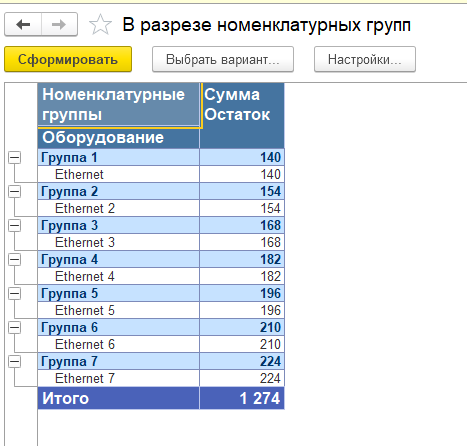 В разрезе номенклатурных групп
Сформировать Выбрать вариант... Настройки...
Номенклатурные Сумма
группы Остаток
Оборудование
Группа 1 140
Ethernet 140
Группа 2 154
Ethernet 2 154
Группа 3 168
Ethernet 3 168
Группа 4 182
Ethernet 4 182
Группа 5 196
Ethernet 5 196
Группа 6 210
Ethernet 6 210
Группа 7 224
Ethernet 7 224
Итого 1 274